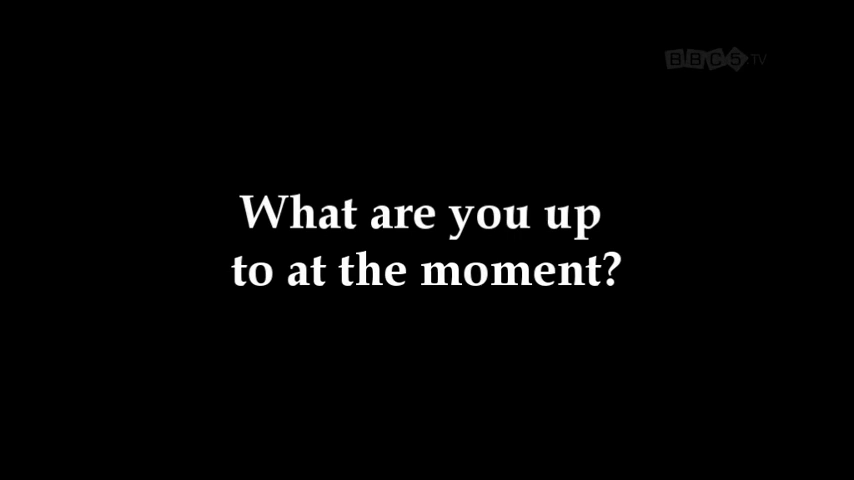 BBC5.TV
What are you up
to at the moment?